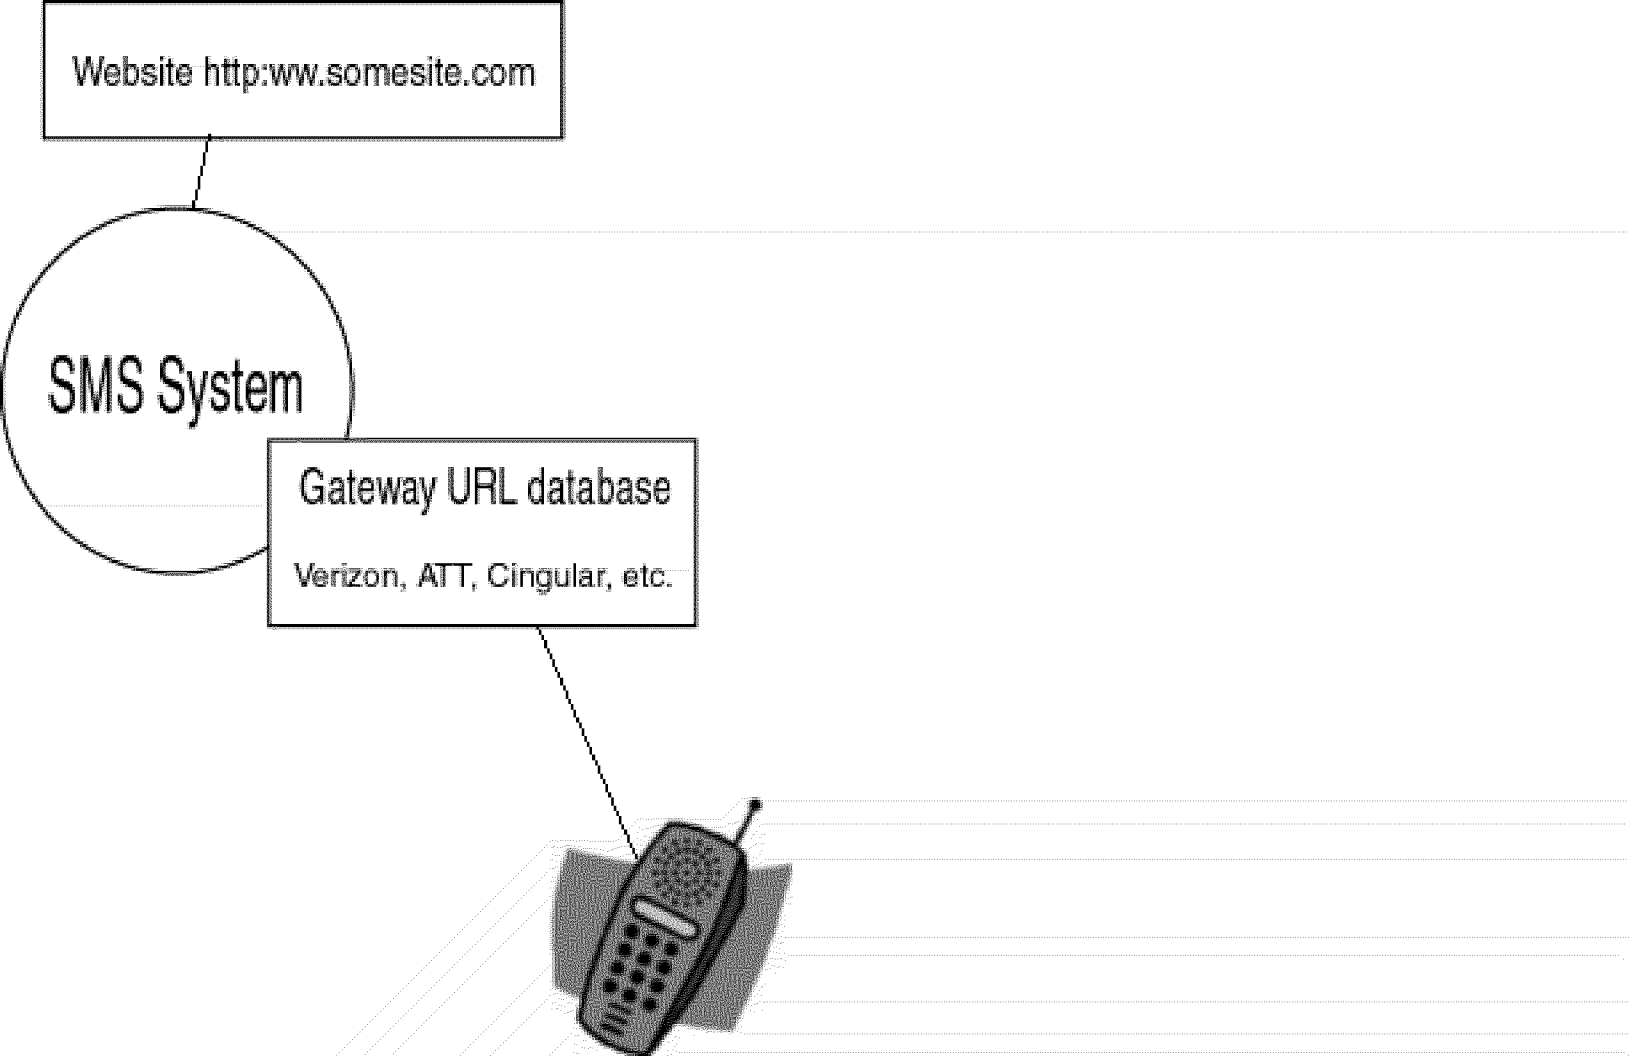 Website http:ww.somesite.com
SMS System
Gateway URL database
Verizon, ATT, Cingular, etc.